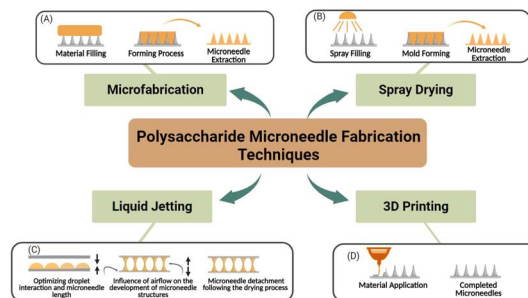 (A)
Material Filling
Forming Process
Microneedle
Extraction
(B)
Spray Filling
Mold Forming
Microneedle
Extraction
Microfabrication
Spray Drying
Polysaccharide Microneedle Fabrication
Techniques
Liquid Jetting
3D Printing
(C)
Optimizing droplet
interaction and microneedle
length
Influence of airflow on the
development of microneedle
structures
Microneedle detachment
following the drying process
(D)
Material Application
Completed
Microneedles